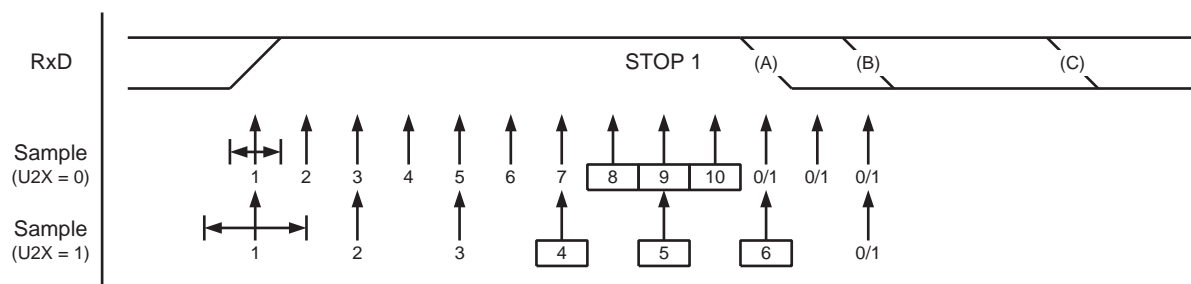 RxD STOP 1 (A) (B) (C)
Sample
(U2X = 0)
1 2 3 4 5 6 7 8 9 10 0/1 0/1 0/1
Sample
(U2X = 1)
1 2 3 4 5 6 0/1